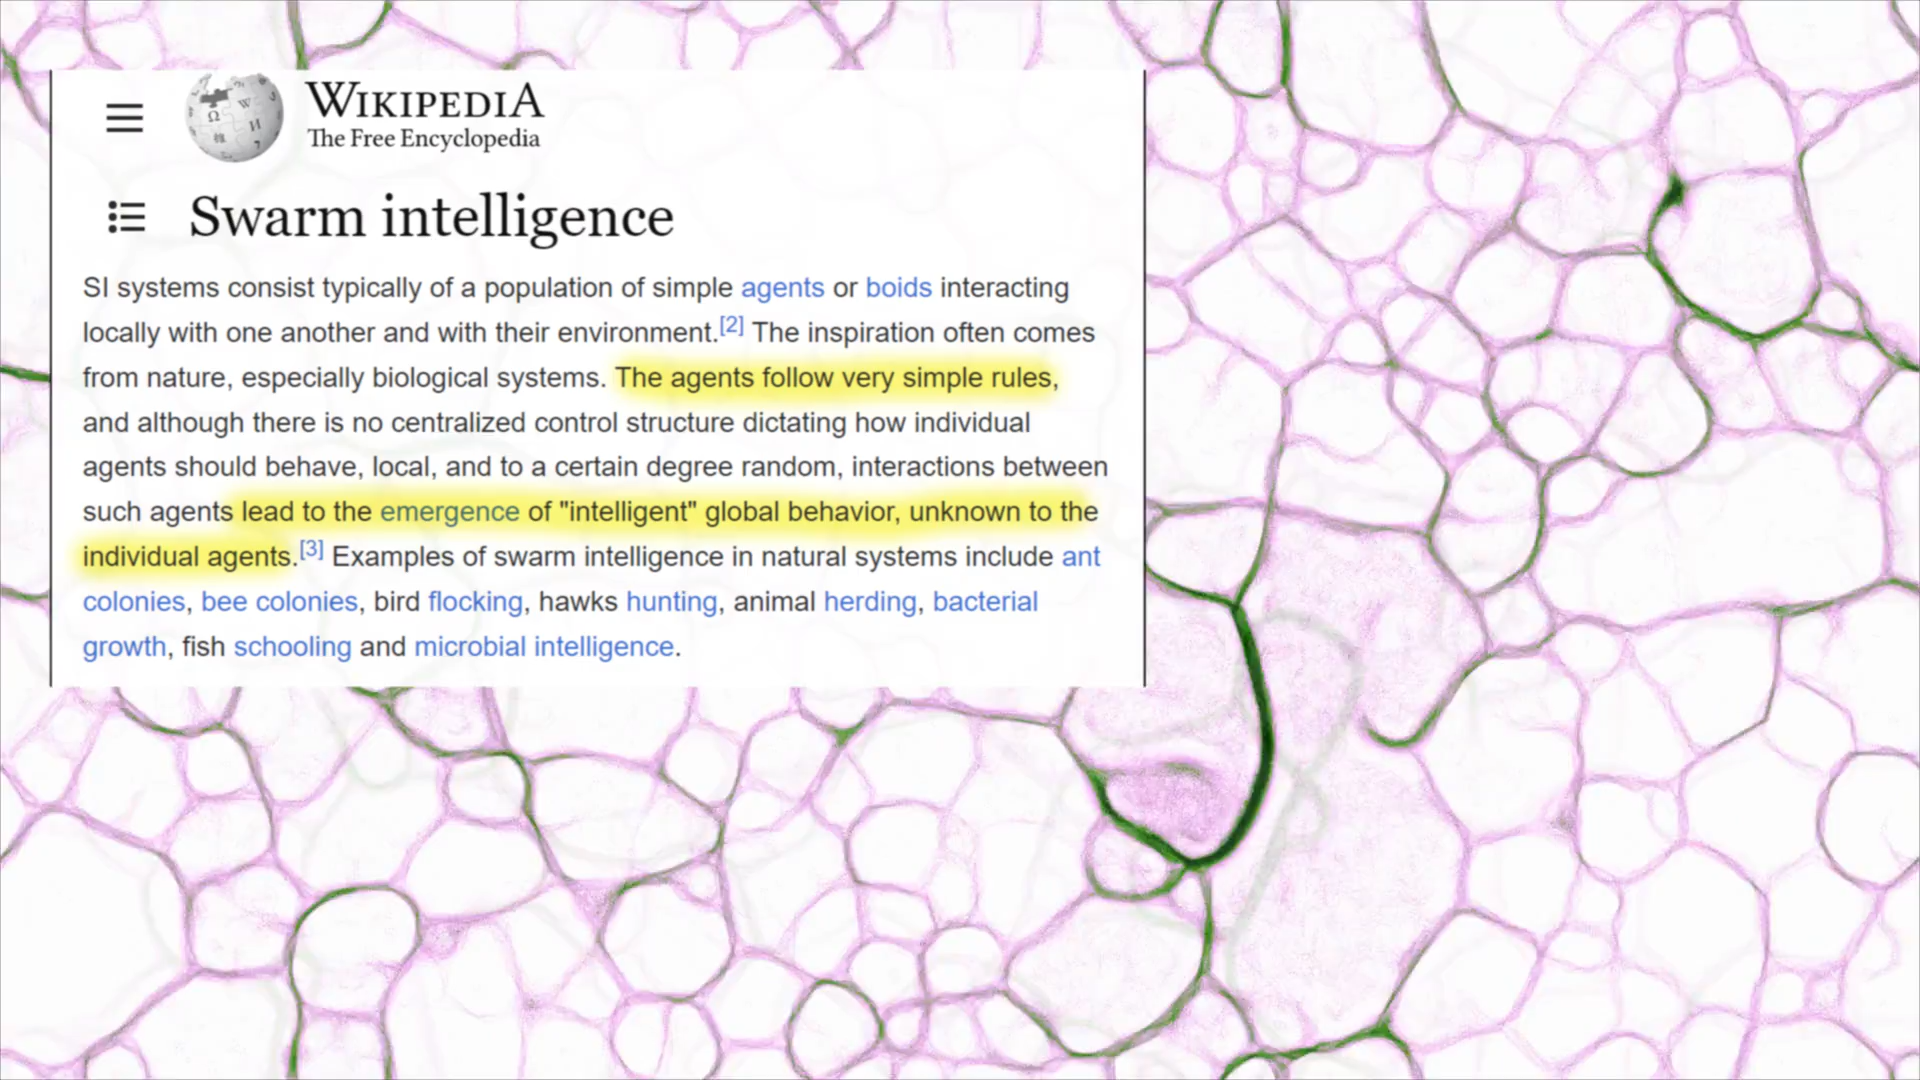 WIKIPEDIA
The Free Encyclopedia
Swarm intelligence
SI systems consist typically of a population of simple agents or boids interacting
locally with one another and with their environment.[2] The inspiration often comes
from nature, especially biological systems. The agents follow very simple rules,
and although there is no centralized control structure dictating how individual
agents should behave, local, and to a certain degree random, interactions between
such agents lead to the emergence of "intelligent" global behavior, unknown to the
individual agents.[3] Examples of swarm intelligence in natural systems include ant
colonies, bee colonies, bird flocking, hawks hunting, animal herding, bacterial
growth, fish schooling and microbial intelligence.